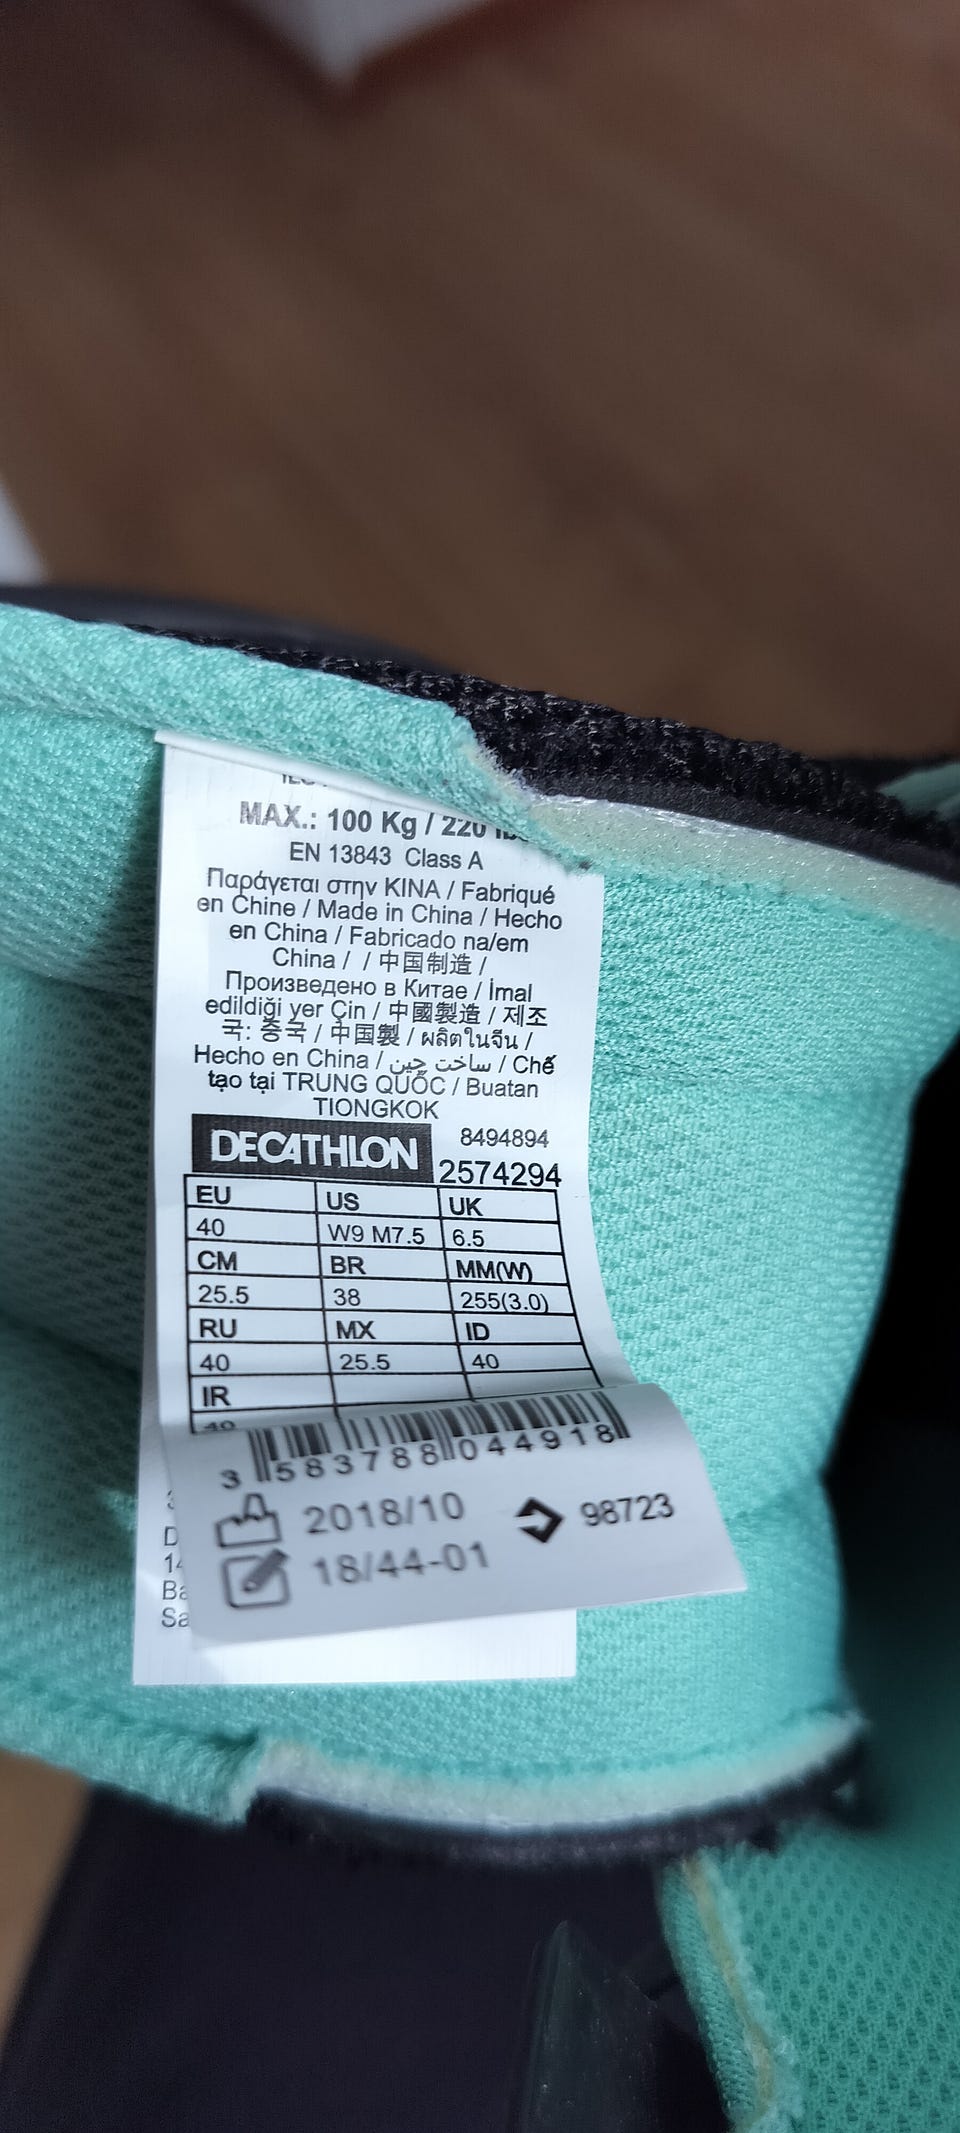 MAX.: 100 Kg / 220 lbs
EN 13843 Class A
Παράγεται στην ΚΙΝΑ / Fabriqué
en Chine / Made in China / Hecho
en China / Fabricado na/em
China / / 中国制造 /
Произведено в Китае / İmal
edildiği yer Çin / 中國製造 / 제조
국: 중국 / 中国製 / ผลิตในจีน /
Hecho en China / ساخت چین / Chế
tạo tại TRUNG QUỐC / Buatan
TIONGKOK
DECATHLON 8494894
2574294
EU US UK
40 W9 M7.5 6.5
CM BR MM(W)
25.5 38 255(3.0)
RU MX ID
40 25.5 40
IR
40
3 583788 044918
2018/10 98723
18/44-01